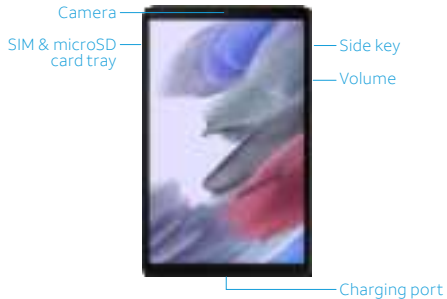 Camera
SIM & microSD
card tray
Side key
Volume
Charging port